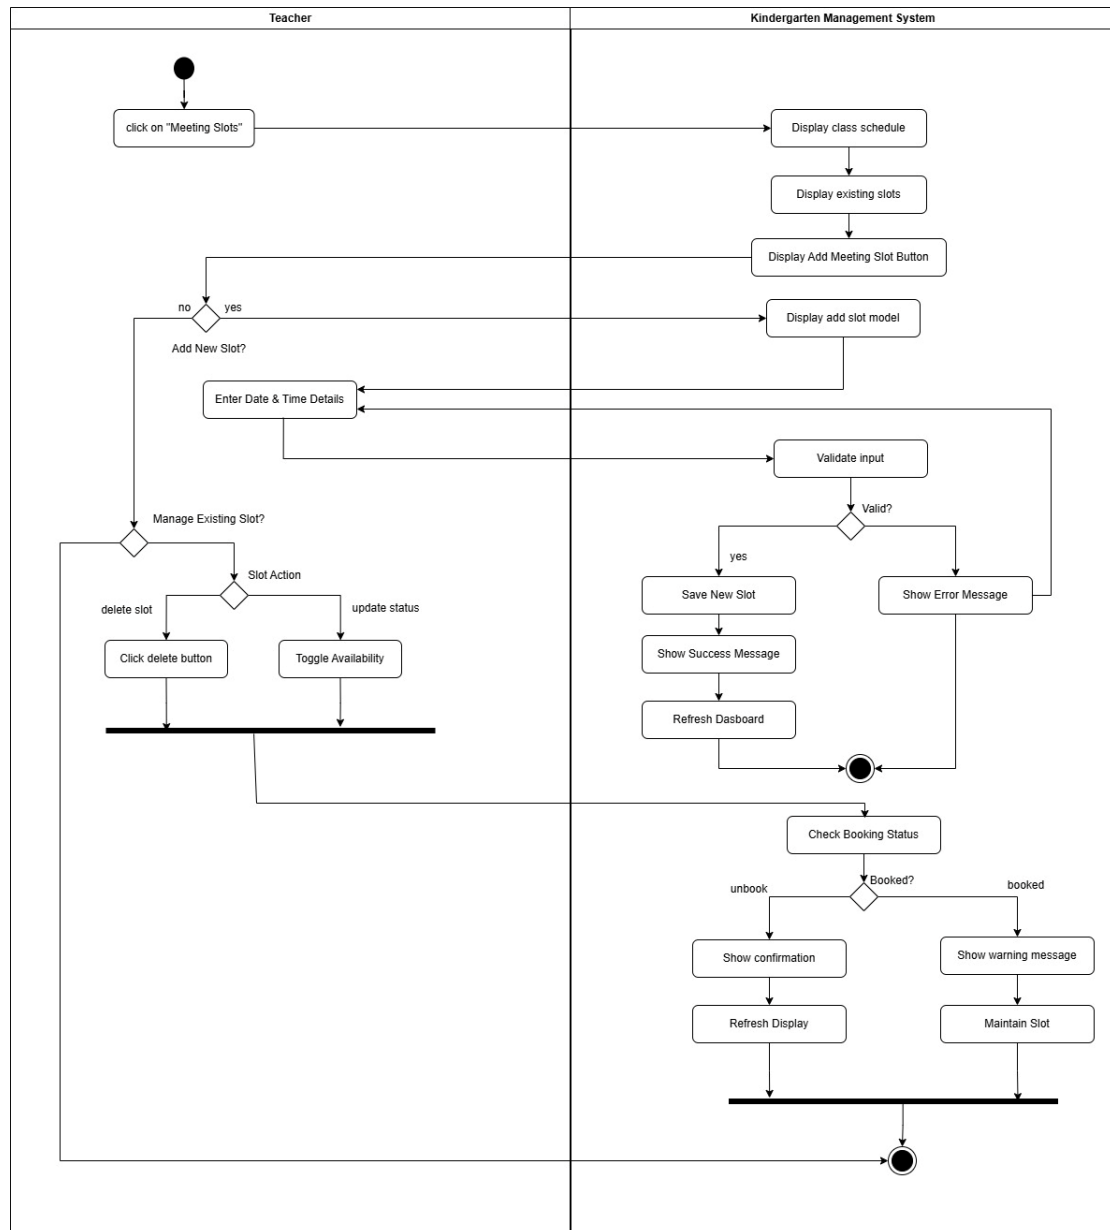 Teacher
Kindergarten Management System
click on "Meeting Slots"
Display class schedule
Display existing slots
Display Add Meeting Slot Button
no
yes
Add New Slot?
Display add slot model
Enter Date & Time Details
Validate input
Valid?
Manage Existing Slot?
yes
Slot Action
delete slot
update status
Save New Slot
Show Error Message
Click delete button
Toggle Availability
Show Success Message
Refresh Dasboard
Check Booking Status
Booked?
unbook
booked
Show confirmation
Show warning message
Refresh Display
Maintain Slot